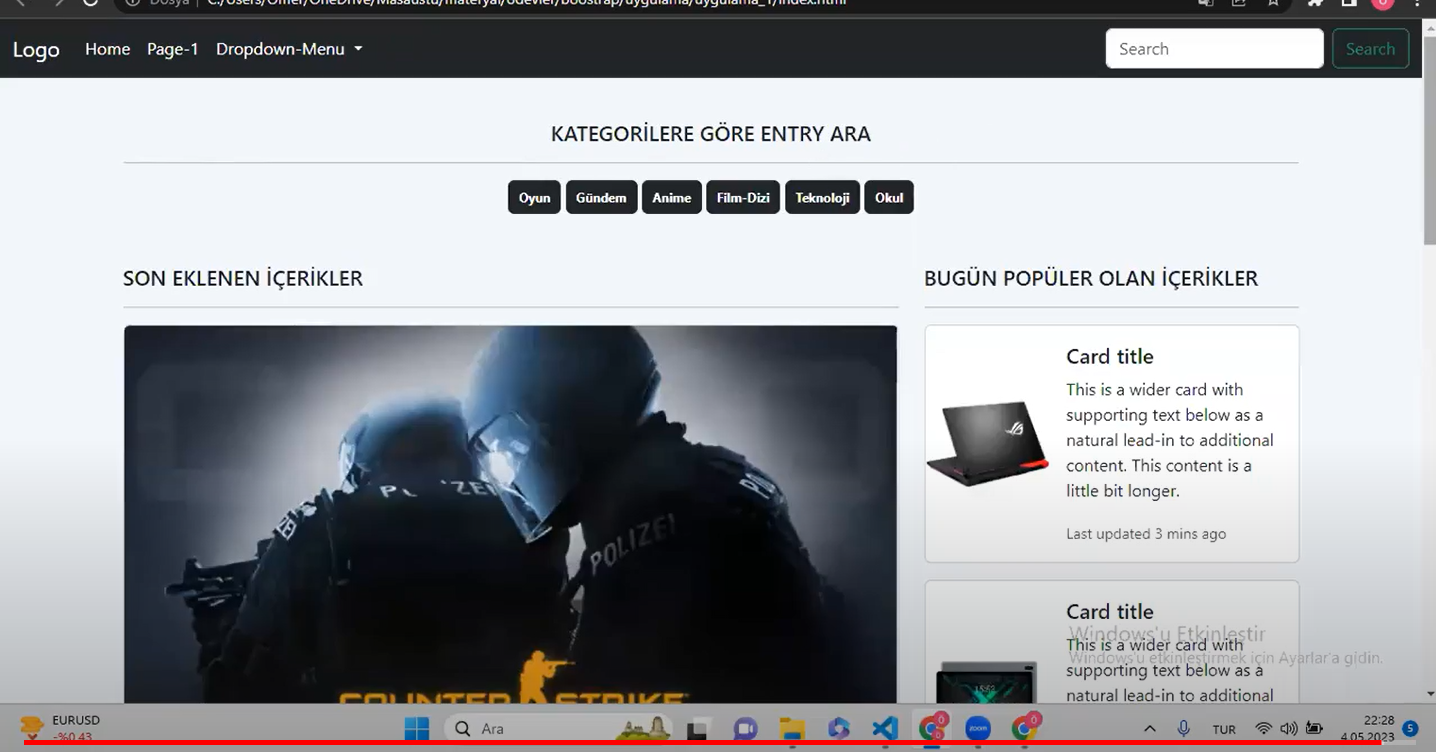 Dosya | C:/Users/Ömer/OneDrive/Masaüstü/materyal/ödevler/boostrap/uygulama/uygulama_1/index.html
Logo Home Page-1 Dropdown-Menu Search Search
KATEGORİLERE GÖRE ENTRY ARA
Oyun Gündem Anime Film-Dizi Teknoloji Okul
SON EKLENEN İÇERİKLER
POLIZEI
POLIZEI
COUNTER STRIKE
BUGÜN POPÜLER OLAN İÇERİKLER
Card title
This is a wider card with
supporting text below as a
natural lead-in to additional
content. This content is a
little bit longer.
Last updated 3 mins ago
Card title
This is a wider card with
supporting text below as a
natural lead-in to additional
Windows'u Etkinleştir
Windows'u etkinleştirmek için Ayarlar'a gidin.
EURUSD
-%0.43
Ara
zoom
TUR
22:28
4.05.2023
5